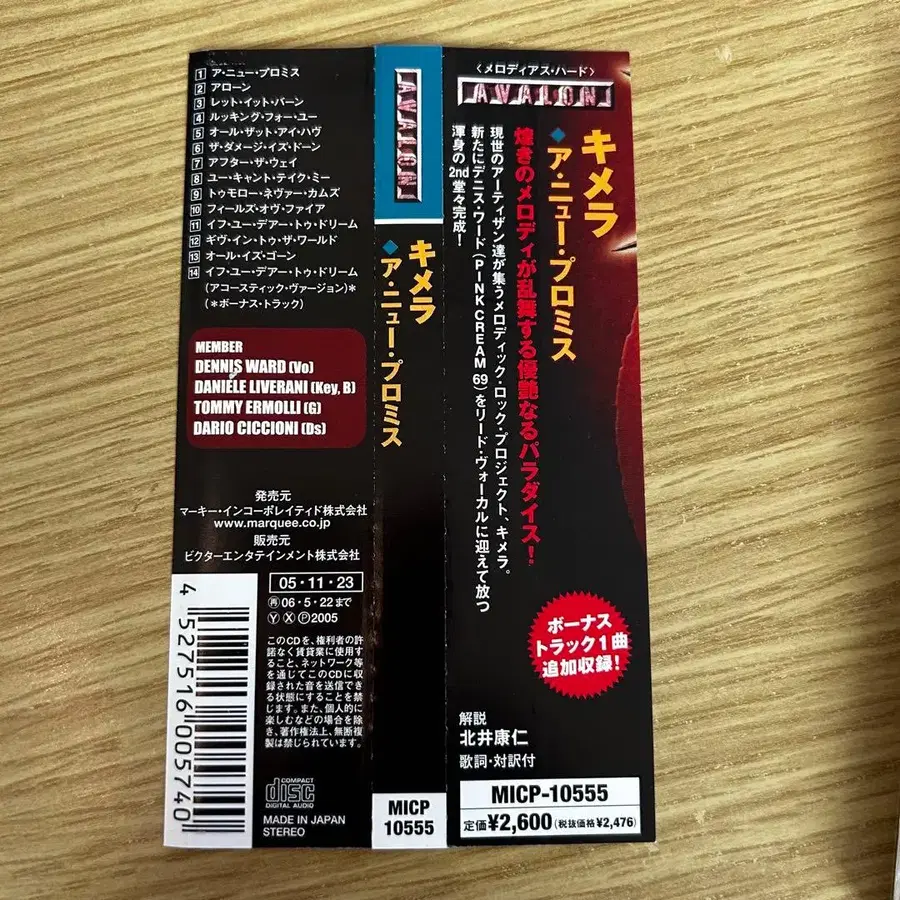 1 ア・ニュー・プロミス
2 アローン
3 レット・イット・バーン
4 ルッキング・フォー・ユー
5 オール・ザット・アイ・ハヴ
6 ザ・ダメージ・イズ・ドーン
7 アフター・ザ・ウェイ
8 ユー・キャント・テイク・ミー
9 トゥモロー・ネヴァー・カムズ
10 フィールズ・オヴ・ファイア
11 イフ・ユー・デアー・トゥ・ドリーム
12 ギヴ・イン・トゥ・ザ・ワールド
13 オール・イズ・ゴーン
14 イフ・ユー・デアー・トゥ・ドリーム
(アコースティック・ヴァージョン)*
(*ボーナス・トラック)
MEMBER
DENNIS WARD (Vo)
DANIELE LIVERANI (Key, B)
TOMMY ERMOLLI (G)
DARIO CICCIONI (Ds)
発売元
マーキー・インコーポレイティド株式会社
www.marquee.co.jp
販売元
ビクターエンタテインメント株式会社
4 527516 005740
05・11・23
再06・5・22まで
Ⓨ Ⓧ Ⓟ2005
このCDを、権利者の許
諾なく賃貸業に使用す
ること、ネットワーク等
を通じてこのCDに収
録された音を送信でき
る状態にすることを禁
じます。また、個人的に
楽しむなどの場合を除
き、著作権法上、無断複
製は禁じられています。
COMPACT
disc
DIGITAL AUDIO
MADE IN JAPAN
STEREO
AVALON
キメラ
◆ア・ニュー・プロミス
MICP
10555
〈メロディアス・ハード〉
AVALON
キメラ
◆ア・ニュー・プロミス
煌きのメロディが乱舞する優艶なるパラダイス!
現世のアーティザン達が集うメロディック・ロック・プロジェクト、キメラ。
新たにデニス・ワード(PINK CREAM 69)をリード・ヴォーカルに迎えて放つ
渾身の2nd堂々完成!
ボーナス
トラック1曲
追加収録!
解説
北井康仁
歌詞・対訳付
MICP-10555
定価¥2,600(税抜価格¥2,476)